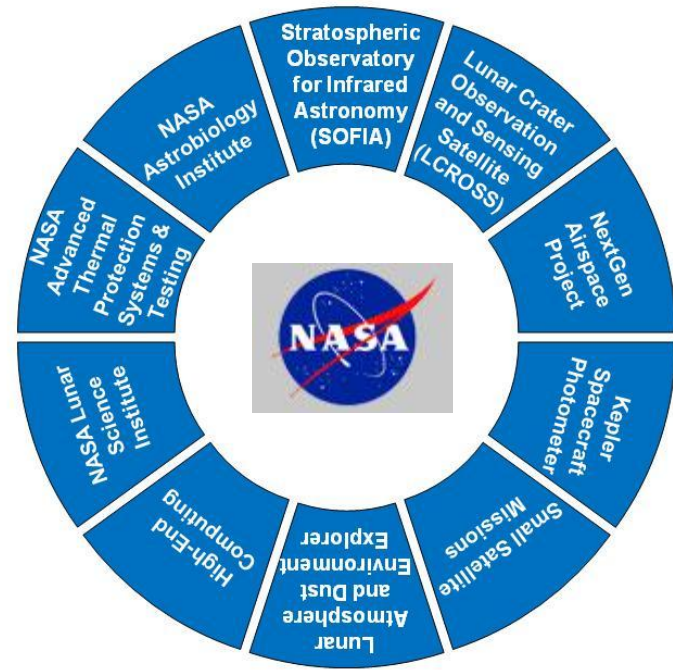 Stratospheric
Observatory
for Infrared
Astronomy
(SOFIA)
Lunar Crater
Observation
and Sensing
Satellite
(LCROSS)
NextGen
Airspace
Project
Kepler
Spacecraft
Photometer
Small Satellite
Missions
Lunar
Atmosphere
and Dust
Environment
Explorer
High-End
Computing
NASA Lunar
Science
Institute
NASA
Advanced
Thermal
Protection
Systems &
Testing
NASA
Astrobiology
Institute
NASA